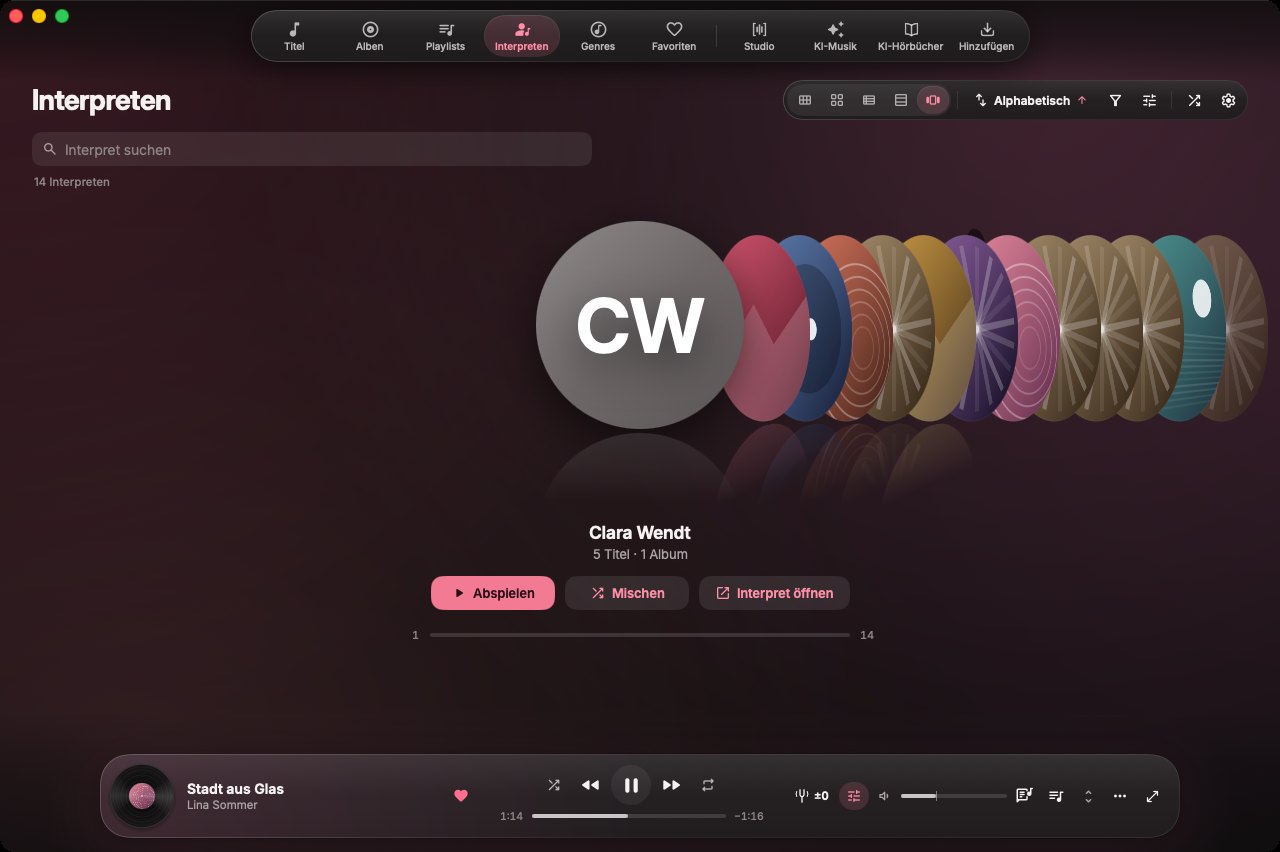 Titel
Alben
Playlists
Interpreten
Genres
Favoriten
Studio
KI-Musik
KI-Hörbücher
Hinzufügen
Interpreten
Alphabetisch
Interpret suchen
14 Interpreten
CW
Clara Wendt
5 Titel · 1 Album
Abspielen
Mischen
Interpret öffnen
1
14
Stadt aus Glas
Lina Sommer
1:14
−1:16
±0